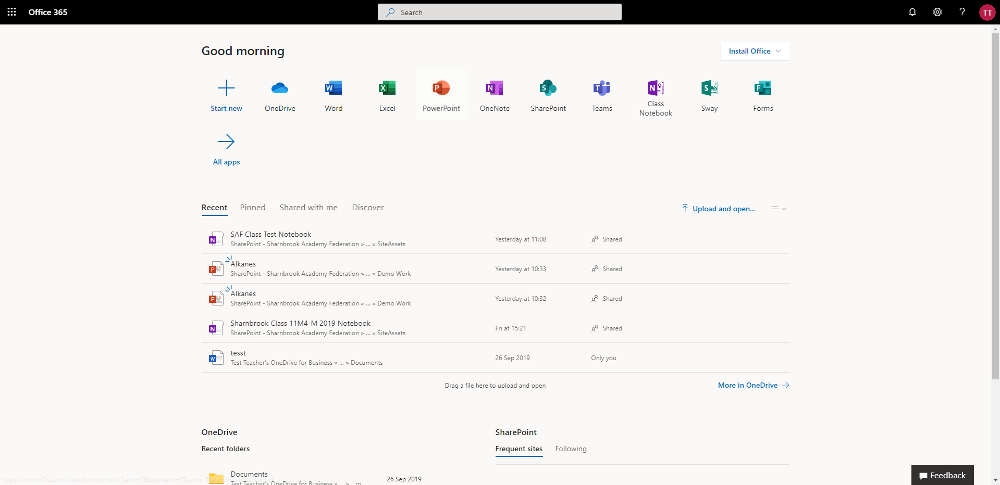 Office 365
Search
?
TT
Good morning
Install Office
Start new
OneDrive
Word
Excel
PowerPoint
OneNote
SharePoint
Teams
Class
Notebook
Sway
Forms
All apps
Recent Pinned Shared with me Discover
Upload and open...
SAF Class Test Notebook
SharePoint - Sharnbrook Academy Federation » ... » SiteAssets
Yesterday at 11:08
Shared
Alkanes
SharePoint - Sharnbrook Academy Federation » ... » Demo Work
Yesterday at 10:33
Shared
Alkanes
SharePoint - Sharnbrook Academy Federation » ... » Demo Work
Yesterday at 10:32
Shared
Sharnbrook Class 11M4-M 2019 Notebook
SharePoint - Sharnbrook Academy Federation » ... » SiteAssets
Fri at 15:21
Shared
tesst
Test Teacher's OneDrive for Business » ... » Documents
26 Sep 2019
Only you
Drag a file here to upload and open
More in OneDrive
OneDrive
Recent folders
Documents
Test Teacher's OneDrive for Business » ... »
26 Sep 2019
SharePoint
Frequent sites Following
Feedback
https://www.office.com/launch/powerpoint?auth=2&username=TTeacher@sharnbrook.beds.sch.uk